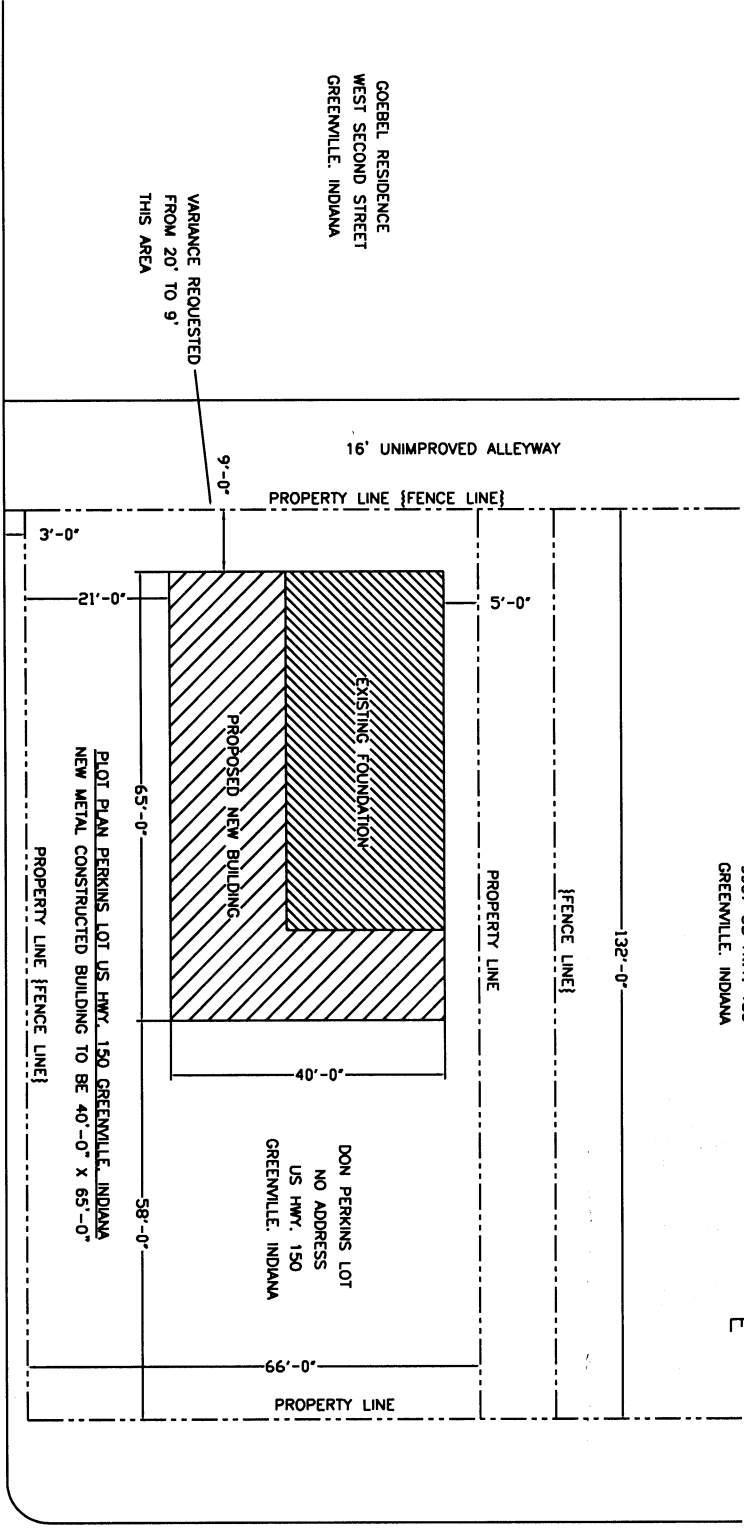 GOEBEL RESIDENCE
WEST SECOND STREET
GREENVILLE, INDIANA
VARIANCE REQUESTED
FROM 20' TO 9'
THIS AREA
16' UNIMPROVED ALLEYWAY
PROPERTY LINE {FENCE LINE}
9'-0"
3'-0"
21'-0"
5'-0"
EXISTING FOUNDATION
PROPOSED NEW BUILDING
65'-0"
PLOT PLAN PERKINS LOT US HWY. 150 GREENVILLE, INDIANA
NEW METAL CONSTRUCTED BUILDING TO BE 40'-0" X 65'-0"
PROPERTY LINE {FENCE LINE}
PROPERTY LINE
{FENCE LINE}
132'-0"
GREENVILLE, INDIANA
40'-0"
58'-0"
DON PERKINS LOT
NO ADDRESS
US HWY. 150
GREENVILLE, INDIANA
66'-0"
PROPERTY LINE